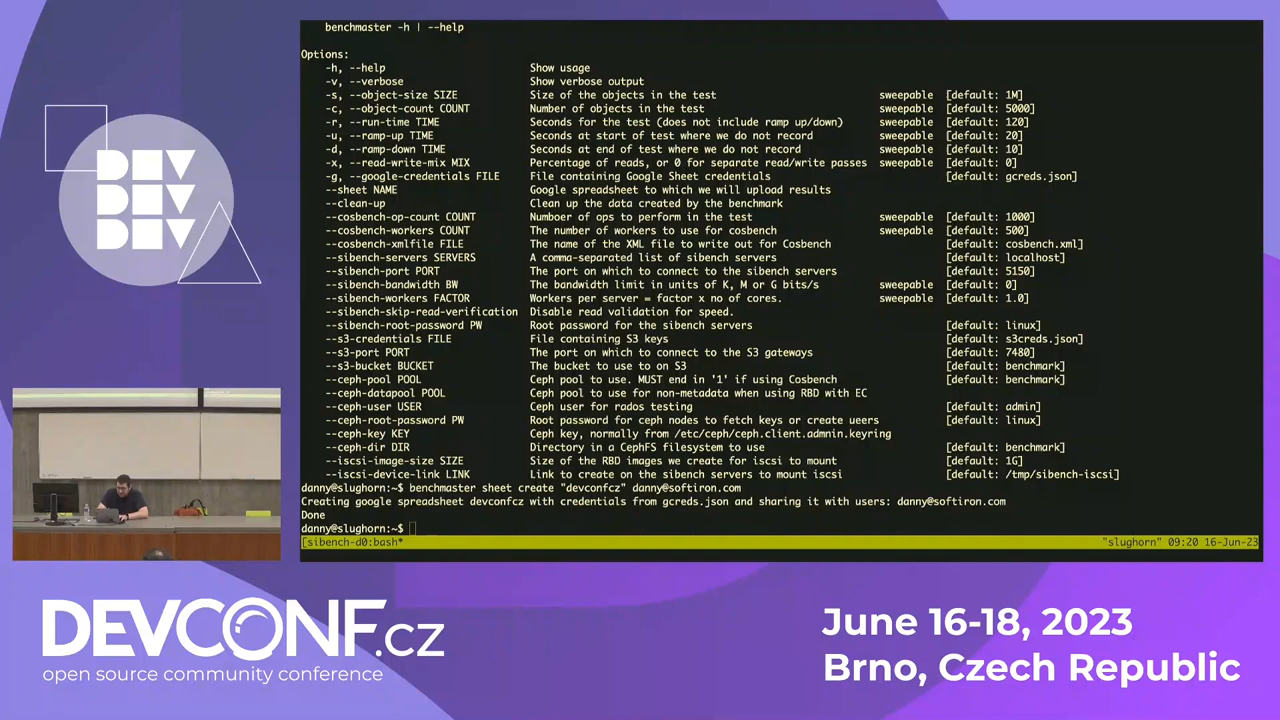 benchmaster -h | --help
Options:
-h, --help Show usage
-v, --verbose Show verbose output
-s, --object-size SIZE Size of the objects in the test sweepable [default: 1M]
-c, --object-count COUNT Number of objects in the test sweepable [default: 5000]
-r, --run-time TIME Seconds for the test (does not include ramp up/down) sweepable [default: 120]
-u, --ramp-up TIME Seconds at start of test where we do not record sweepable [default: 20]
-d, --ramp-down TIME Seconds at end of test where we do not record sweepable [default: 10]
-x, --read-write-mix MIX Percentage of reads, or 0 for separate read/write passes sweepable [default: 0]
-g, --google-credentials FILE File containing Google Sheet credentials [default: gcreds.json]
--sheet NAME Google spreadsheet to which we will upload results
--clean-up Clean up the data created by the benchmark
--cosbench-op-count COUNT Numboer of ops to perform in the test sweepable [default: 1000]
--cosbench-workers COUNT The number of workers to use for cosbench sweepable [default: 500]
--cosbench-xmlfile FILE The name of the XML file to write out for Cosbench [default: cosbench.xml]
--sibench-servers SERVERS A comma-separated list of sibench servers [default: localhost]
--sibench-port PORT The port on which to connect to the sibench servers [default: 5150]
--sibench-bandwidth BW The bandwidth limit in units of K, M or G bits/s sweepable [default: 0]
--sibench-workers FACTOR Workers per server = factor x no of cores. sweepable [default: 1.0]
--sibench-skip-read-verification Disable read validation for speed.
--sibench-root-password PW Root password for the sibench servers [default: linux]
--s3-credentials FILE File containing S3 keys [default: s3creds.json]
--s3-port PORT The port on which to connect to the S3 gateways [default: 7480]
--s3-bucket BUCKET The bucket to use to on S3 [default: benchmark]
--ceph-pool POOL Ceph pool to use. MUST end in '1' if using Cosbench [default: benchmark]
--ceph-datapool POOL Ceph pool to use for non-metadata when using RBD with EC
--ceph-user USER Ceph user for rados testing [default: admin]
--ceph-root-password PW Root password for ceph nodes to fetch keys or create ueers [default: linux]
--ceph-key KEY Ceph key, normally from /etc/ceph/ceph.client.admnin.keyring
--ceph-dir DIR Directory in a CephFS filesystem to use [default: benchmark]
--iscsi-image-size SIZE Size of the RBD images we create for iscsi to mount [default: 1G]
--iscsi-device-link LINK Link to create on the sibench servers to mount iscsi [default: /tmp/sibench-iscsi]
danny@slughorn:~$ benchmaster sheet create "devconfcz" danny@softiron.com
Creating google spreadsheet devconfcz with credentials from gcreds.json and sharing it with users: danny@softiron.com
Done
danny@slughorn:~$
[sibench-d0:bash* "slughorn" 09:20 16-Jun-23
DEV
DEV
DEV
DEVCONF.cz
open source community conference
June 16-18, 2023
Brno, Czech Republic